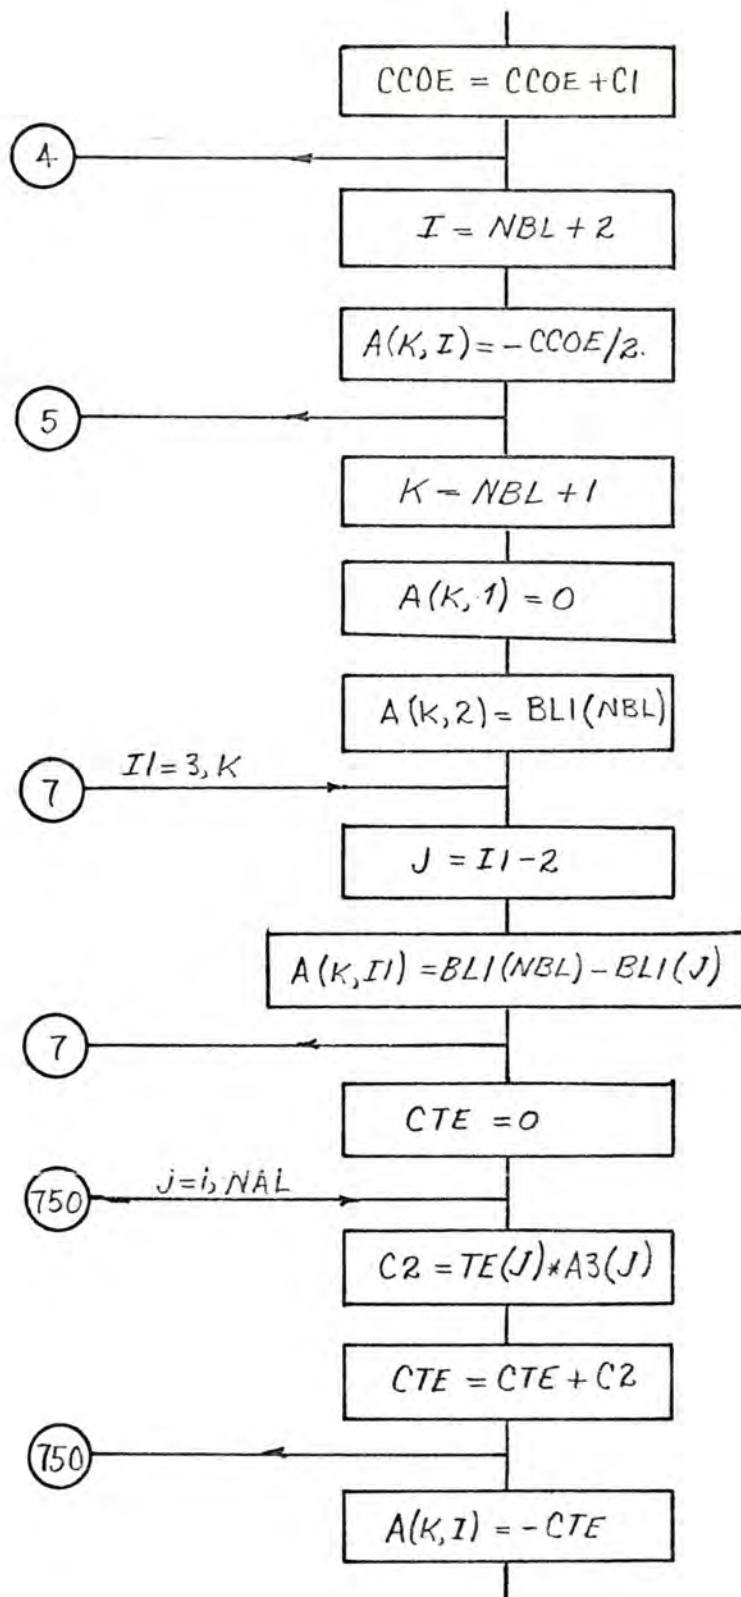 CCOE = CCOE + C1
4
I = NBL + 2
A(K, I) = - CCOE/2.
5
K - NBL + 1
A(K, 1) = 0
A(K, 2) = BL1(NBL)
7 I1 = 3, K
J = I1 - 2
A(K, I1) = BL1(NBL) - BL1(J)
7
CTE = 0
750 j = i, NAL
C2 = TE(J) * A3(J)
CTE = CTE + C2
750
A(K, I) = - CTE